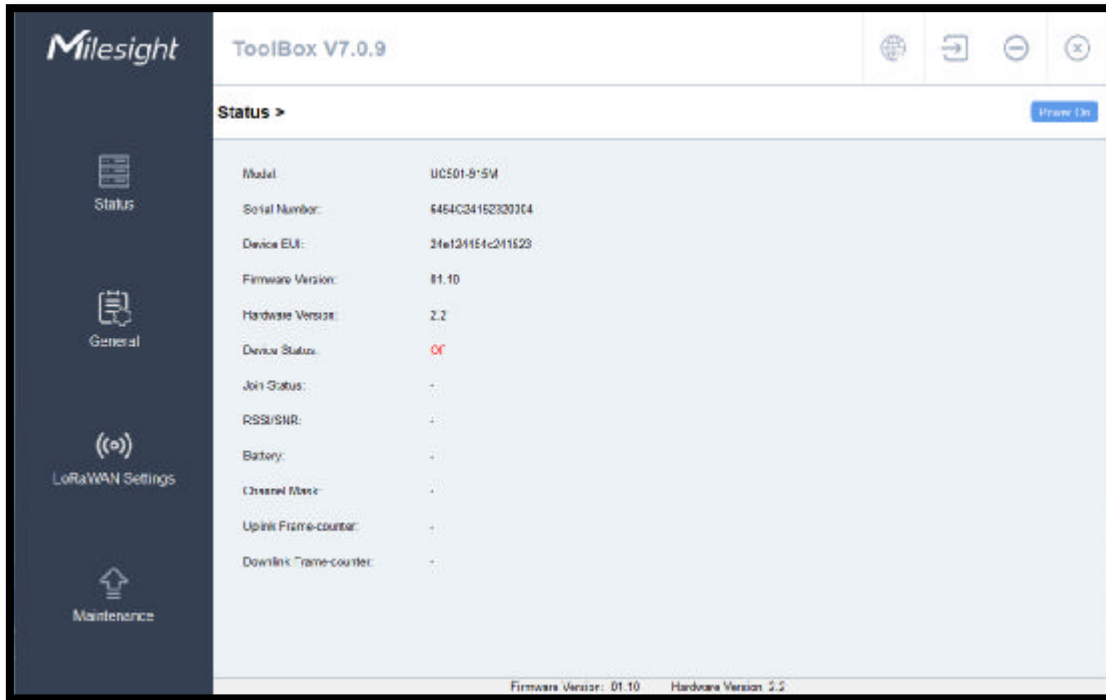 Milesight
ToolBox V7.0.9
Status >
Power On
Status
General
LoRaWAN Settings
Maintenance
Model
UC501-915M
Serial Number:
Device EUI:
Firmware Version:
01.10
Hardware Version:
2.2
Device Status:
Join Status:
-
RSSI/SNR:
-
Battery:
-
Channel Mask:
-
Uplink Frame-counter:
-
Downlink Frame-counter:
-
Firmware Version: 01.10 Hardware Version 2.2